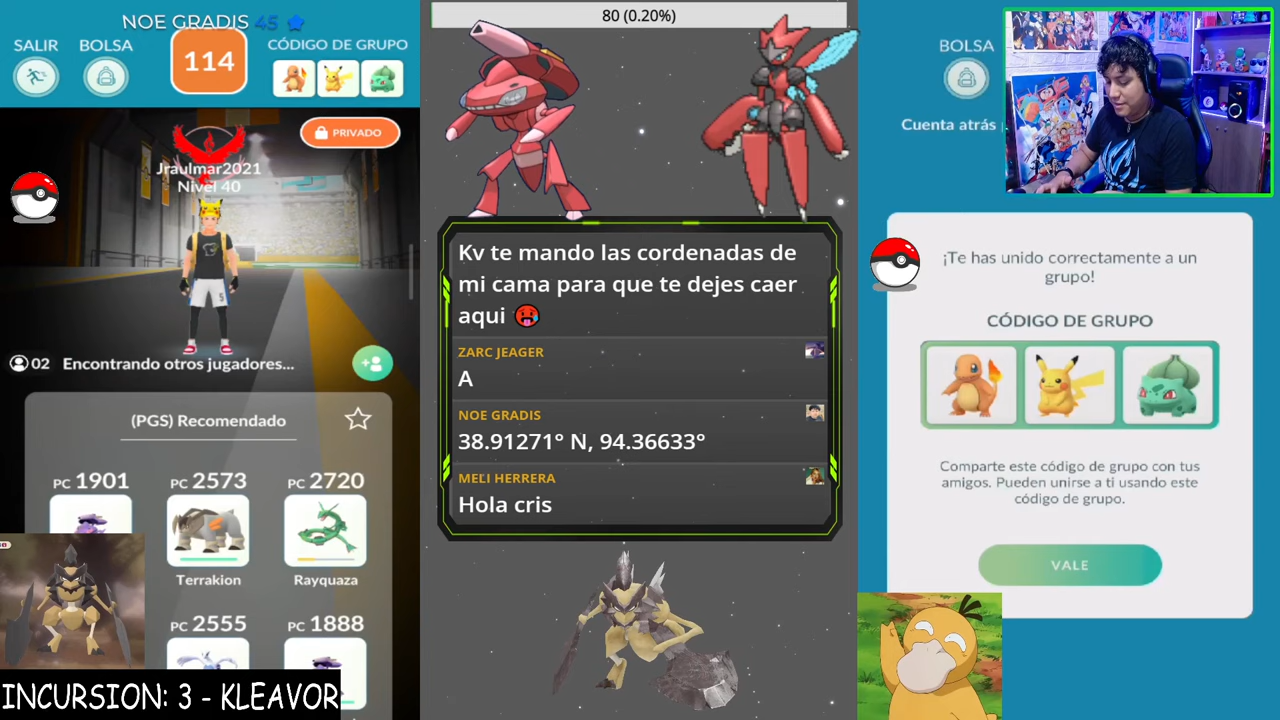 NOE GRADIS 45
SALIR
BOLSA
114
CÓDIGO DE GRUPO
PRIVADO
Jraulmar2021
Nivel 40
5
02 Encontrando otros jugadores...
(PGS) Recomendado
PC 1901
PC 2573
PC 2720
Terrakion
Rayquaza
PC 2555
PC 1888
INCURSION: 3 - KLEAVOR
80 (0.20%)
Kv te mando las cordenadas de
mi cama para que te dejes caer
aqui 🥵
ZARC JEAGER
A
NOE GRADIS
38.91271° N, 94.36633°
MELI HERRERA
Hola cris
BOLSA
Cuenta atrás
¡Te has unido correctamente a un
grupo!
CÓDIGO DE GRUPO
Comparte este código de grupo con tus
amigos. Pueden unirse a ti usando este
código de grupo.
VALE